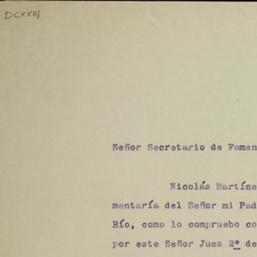 DCXXIII
Señor Secretario de Fomen
Nicolás Martíne
mentaría del Señor mi Pad
Río, como lo compruebo co
por este Señor Juez 2º de